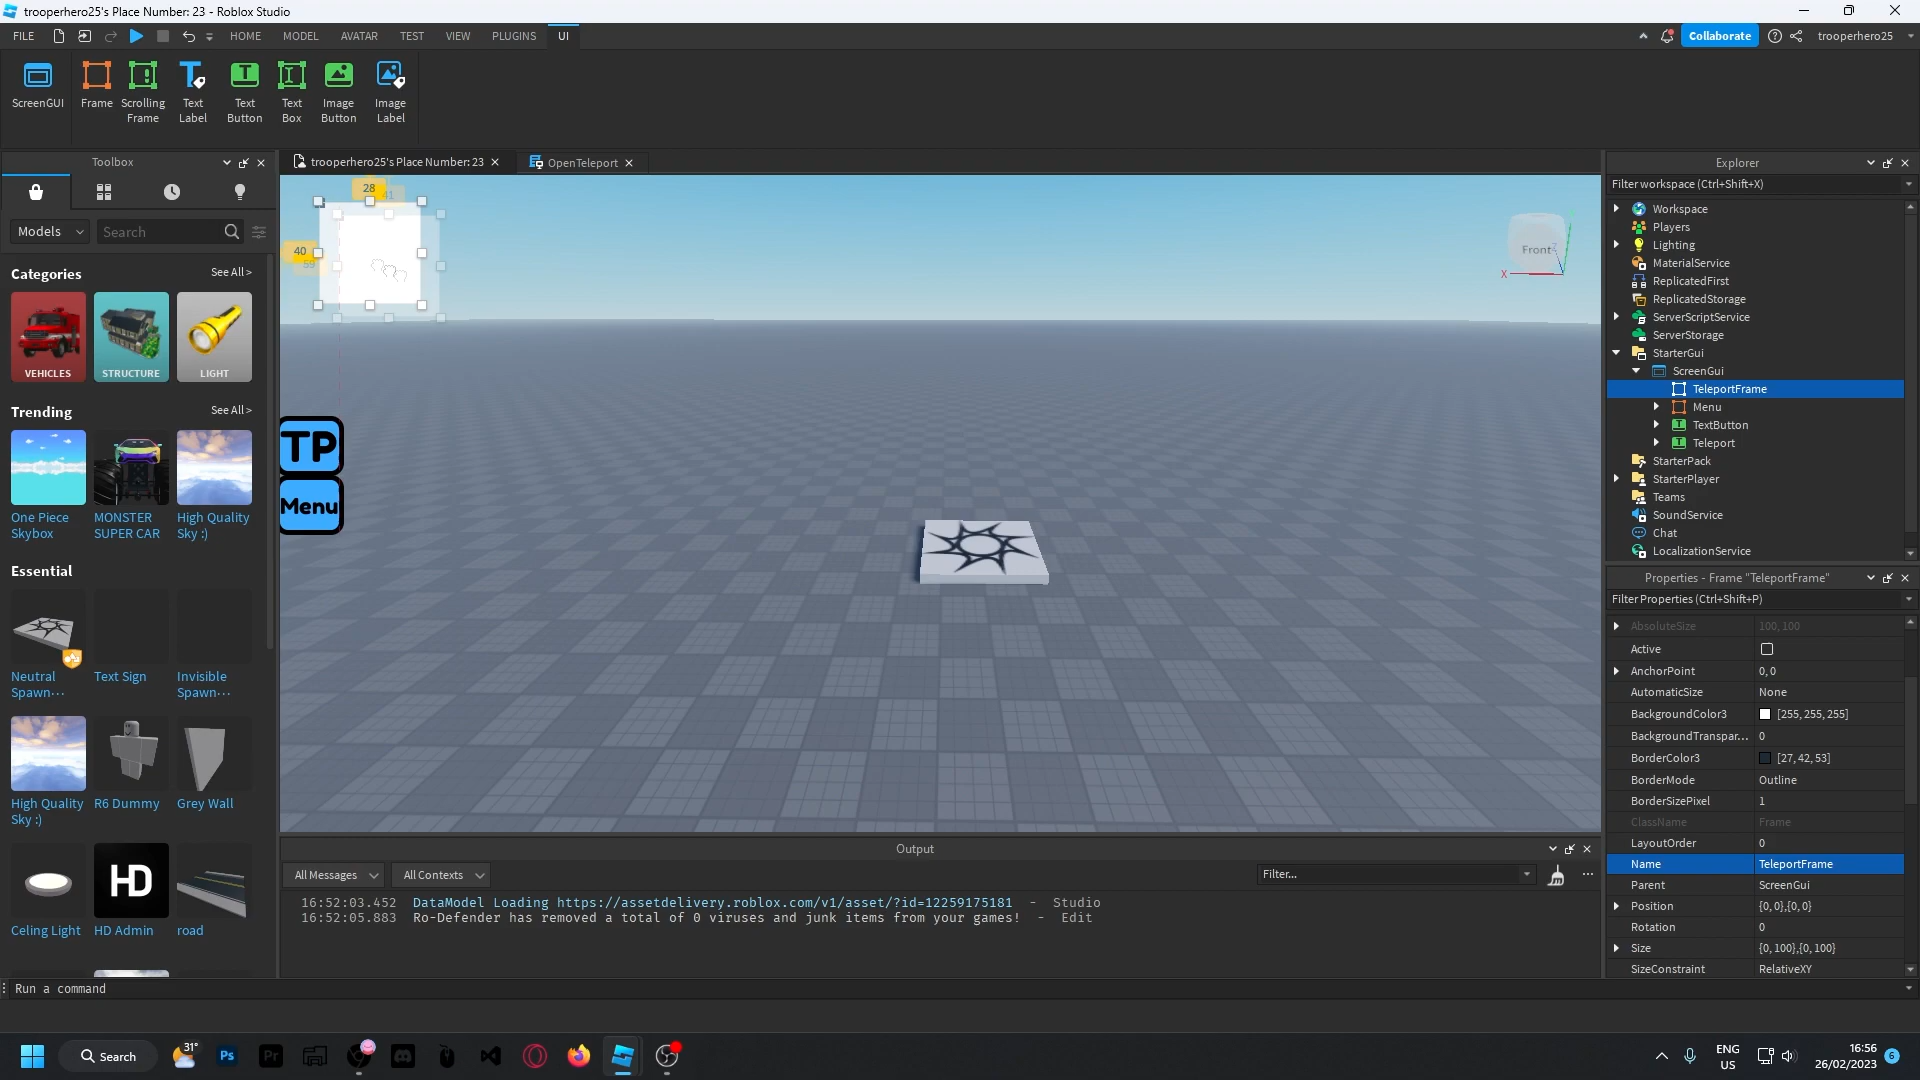 trooperhero25's Place Number: 23 - Roblox Studio
FILE HOME MODEL AVATAR TEST VIEW PLUGINS UI Collaborate trooperhero25
ScreenGUI
Frame
Scrolling Frame
Text Label
Text Button
Text Box
Image Button
Image Label
Toolbox
Models
Search
Categories
See All >
VEHICLES
STRUCTURE
LIGHT
Trending
See All >
One Piece Skybox
MONSTER SUPER CAR
High Quality Sky :)
Essential
Neutral Spawn...
Text Sign
Invisible Spawn...
High Quality Sky :)
R6 Dummy
Grey Wall
Celing Light
HD
HD Admin
road
trooperhero25's Place Number: 23
OpenTeleport
28
41
40
59
TP
Menu
Front
X
Z
Output
All Messages
All Contexts
Filter...
16:52:03.452 DataModel Loading https://assetdelivery.roblox.com/v1/asset/?id=12259175181 - Studio
16:52:05.883 Ro-Defender has removed a total of 0 viruses and junk items from your games! - Edit
Explorer
Filter workspace (Ctrl+Shift+X)
Workspace
Players
Lighting
MaterialService
ReplicatedFirst
ReplicatedStorage
ServerScriptService
ServerStorage
StarterGui
ScreenGui
TeleportFrame
Menu
TextButton
Teleport
StarterPack
StarterPlayer
Teams
SoundService
Chat
LocalizationService
Properties - Frame "TeleportFrame"
Filter Properties (Ctrl+Shift+P)
AbsoluteSize 100, 100
Active
AnchorPoint 0, 0
AutomaticSize None
BackgroundColor3 [255, 255, 255]
BackgroundTranspar... 0
BorderColor3 [27, 42, 53]
BorderMode Outline
BorderSizePixel 1
ClassName Frame
LayoutOrder 0
Name TeleportFrame
Parent ScreenGui
Position {0, 0},{0, 0}
Rotation 0
Size {0, 100},{0, 100}
SizeConstraint RelativeXY
Run a command
Search
31°
Ps
Pr
ENG
US
16:56
26/02/2023
6